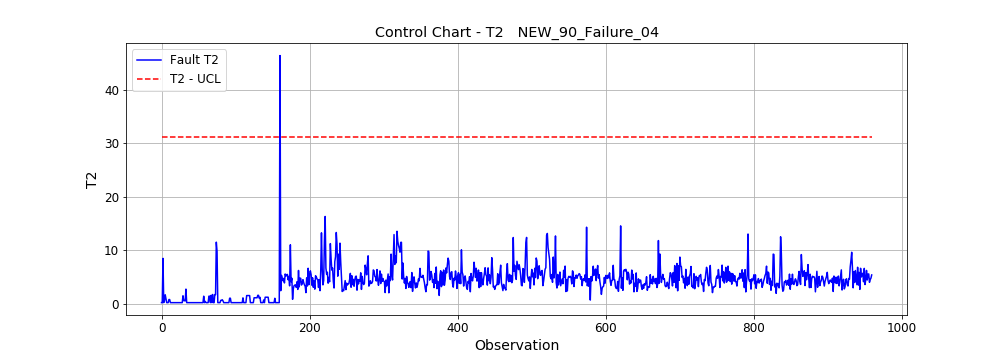 Control Chart - T2   NEW_90_Failure_04
Fault T2
T2 - UCL
40
30
20
10
0
T2
0 200 400 600 800 1000
Observation